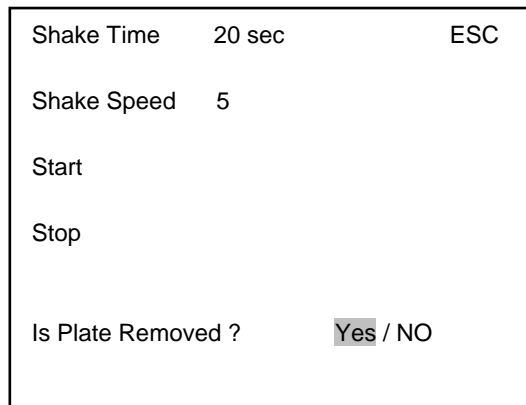 Shake Time 20 sec ESC
Shake Speed 5
Start
Stop
Is Plate Removed ? Yes / NO